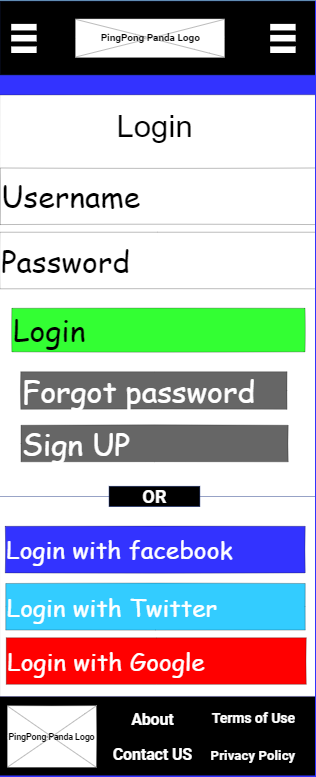 PingPong Panda Logo
Login
Username
Password
Login
Forgot password
Sign UP
OR
Login with facebook
Login with Twitter
Login with Google
PingPong Panda Logo
About
Terms of Use
Contact US
Privacy Policy